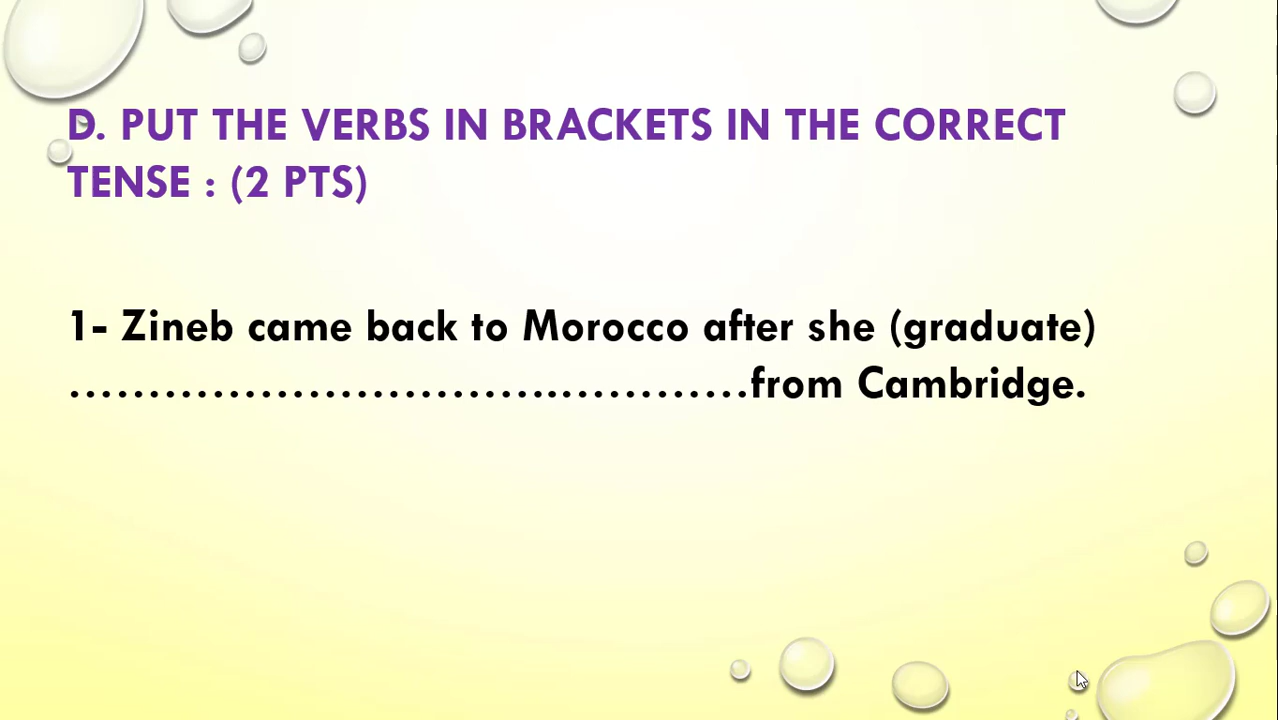 D. PUT THE VERBS IN BRACKETS IN THE CORRECT
TENSE : (2 PTS)
1- Zineb came back to Morocco after she (graduate)
…………………………..…………from Cambridge.